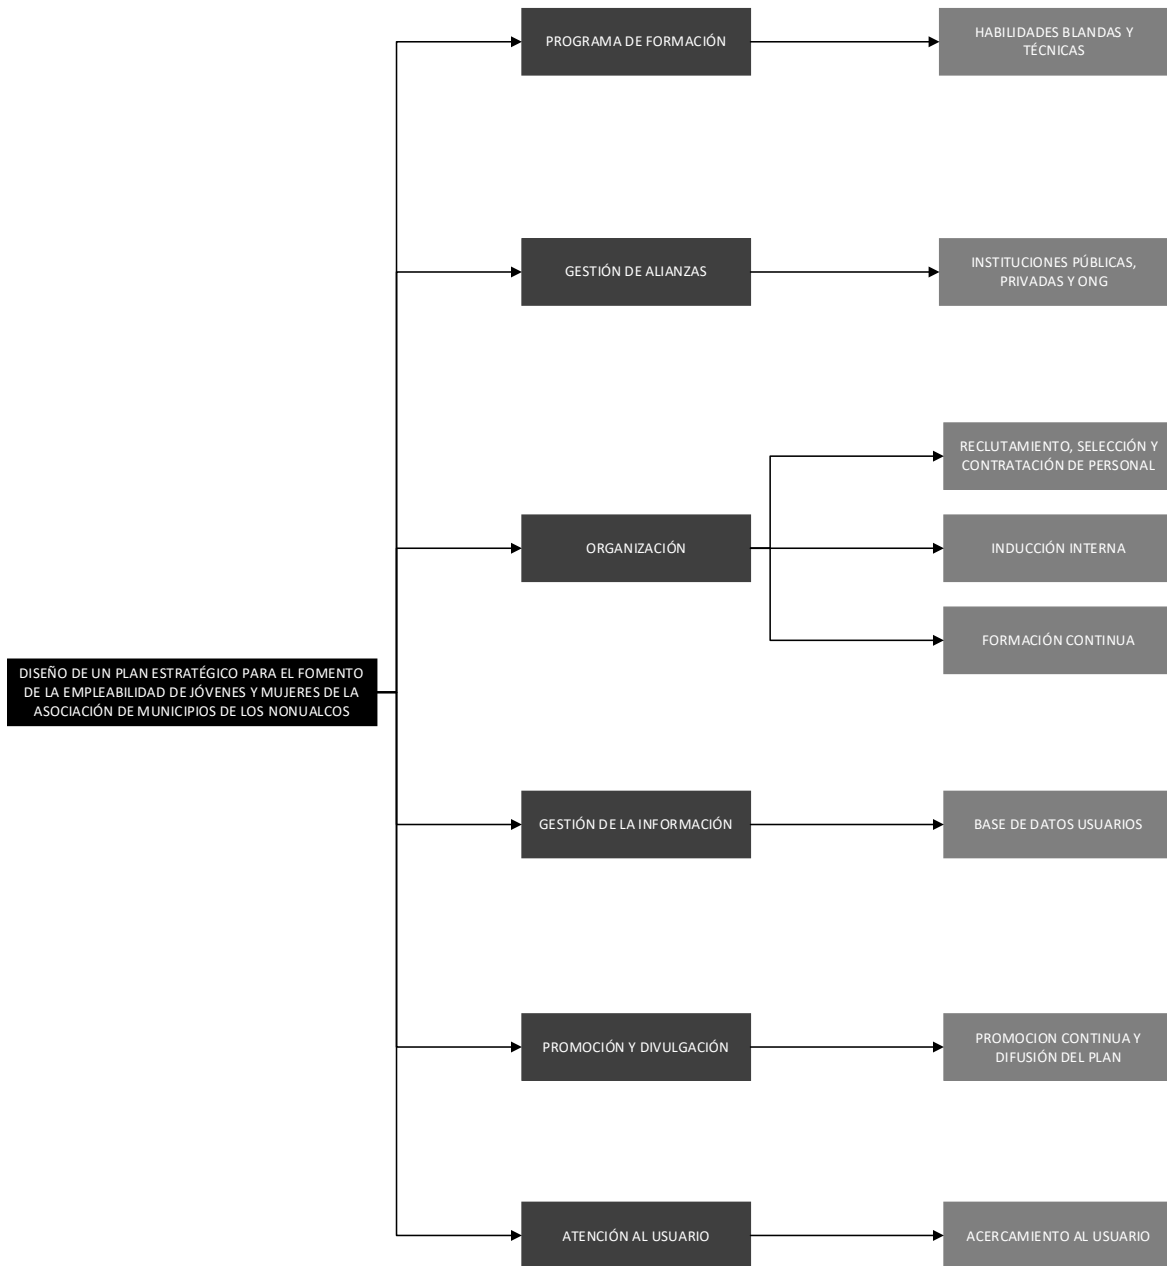 PROGRAMA DE FORMACIÓN
HABILIDADES BLANDAS Y
TÉCNICAS
GESTIÓN DE ALIANZAS
INSTITUCIONES PÚBLICAS,
PRIVADAS Y ONG
RECLUTAMIENTO, SELECCIÓN Y
CONTRATACIÓN DE PERSONAL
ORGANIZACIÓN
INDUCCIÓN INTERNA
FORMACIÓN CONTINUA
DISEÑO DE UN PLAN ESTRATÉGICO PARA EL FOMENTO
DE LA EMPLEABILIDAD DE JÓVENES Y MUJERES DE LA
ASOCIACIÓN DE MUNICIPIOS DE LOS NONUALCOS
GESTIÓN DE LA INFORMACIÓN
BASE DE DATOS USUARIOS
PROMOCIÓN Y DIVULGACIÓN
PROMOCION CONTINUA Y
DIFUSIÓN DEL PLAN
ATENCIÓN AL USUARIO
ACERCAMIENTO AL USUARIO